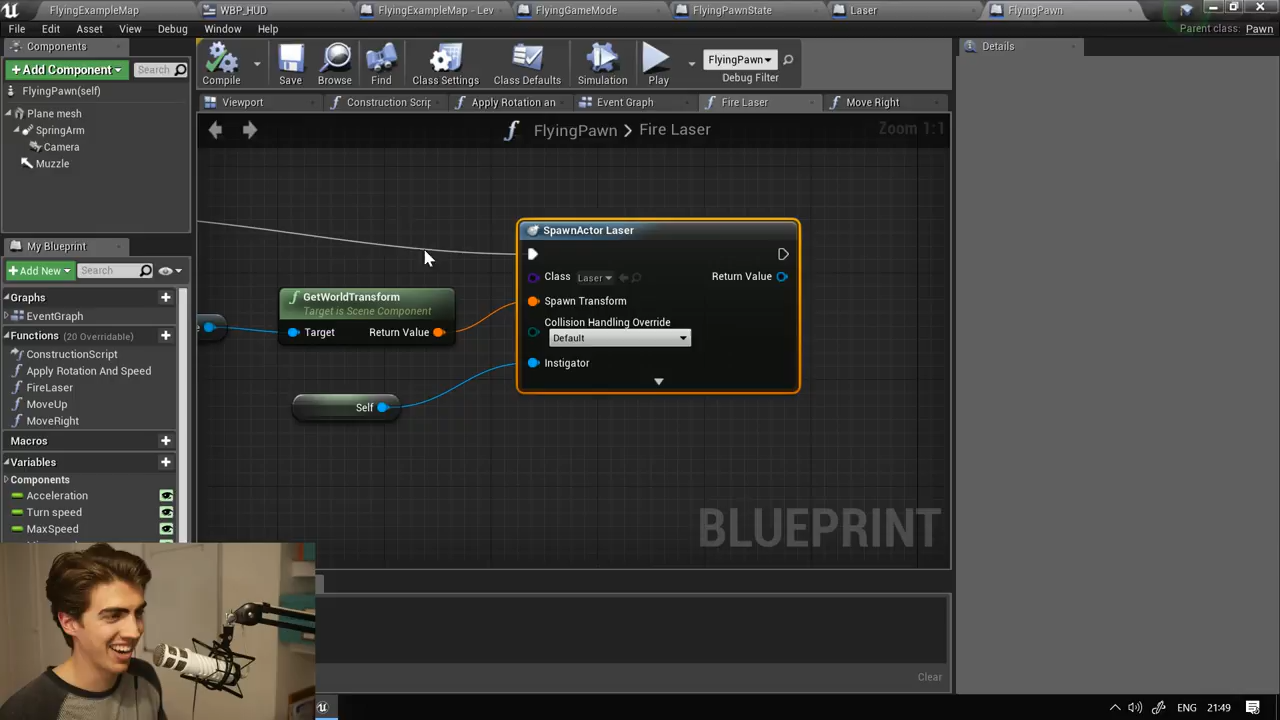 FlyingExampleMap
WBP_HUD
FlyingExampleMap - Lev
FlyingGameMode
FlyingPawnState
Laser
FlyingPawn
File
Edit
Asset
View
Debug
Window
Help
Parent class: Pawn
Components
Add Component
Search
FlyingPawn(self)
Plane mesh
SpringArm
Camera
Muzzle
Compile
Save
Browse
Find
Class Settings
Class Defaults
Simulation
Play
FlyingPawn
Debug Filter
Details
Viewport
Construction Scrip
Apply Rotation an
Event Graph
Fire Laser
Move Right
FlyingPawn > Fire Laser
Zoom 1:1
My Blueprint
Add New
Search
Graphs
EventGraph
Functions (20 Overridable)
ConstructionScript
Apply Rotation And Speed
FireLaser
MoveUp
MoveRight
Macros
Variables
Components
Acceleration
Turn speed
MaxSpeed
GetWorldTransform
Target is Scene Component
Target
Return Value
Self
SpawnActor Laser
Class
Laser
Return Value
Spawn Transform
Collision Handling Override
Default
Instigator
BLUEPRINT
Clear
ENG
21:49